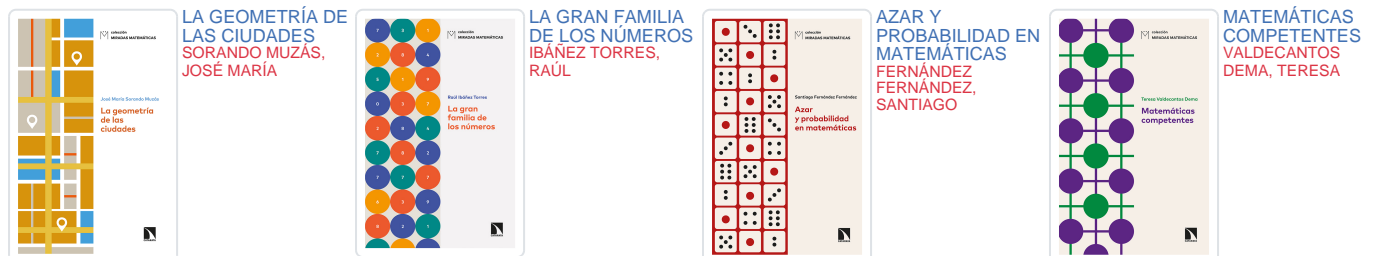 colección
MIRADAS MATEMÁTICAS
José María Sorando Muzás
La geometría
de las
ciudades
LA GEOMETRÍA DE
LAS CIUDADES
SORANDO MUZÁS,
JOSÉ MARÍA
colección
MIRADAS MATEMÁTICAS
Raúl Ibáñez Torres
La gran
familia de
los números
LA GRAN FAMILIA
DE LOS NÚMEROS
IBÁÑEZ TORRES,
RAÚL
colección
MIRADAS MATEMÁTICAS
Santiago Fernández Fernández
Azar
y probabilidad
en matemáticas
AZAR Y
PROBABILIDAD EN
MATEMÁTICAS
FERNÁNDEZ
FERNÁNDEZ,
SANTIAGO
colección
MIRADAS MATEMÁTICAS
Teresa Valdecantos Dema
Matemáticas
competentes
MATEMÁTICAS
COMPETENTES
VALDECANTOS
DEMA, TERESA